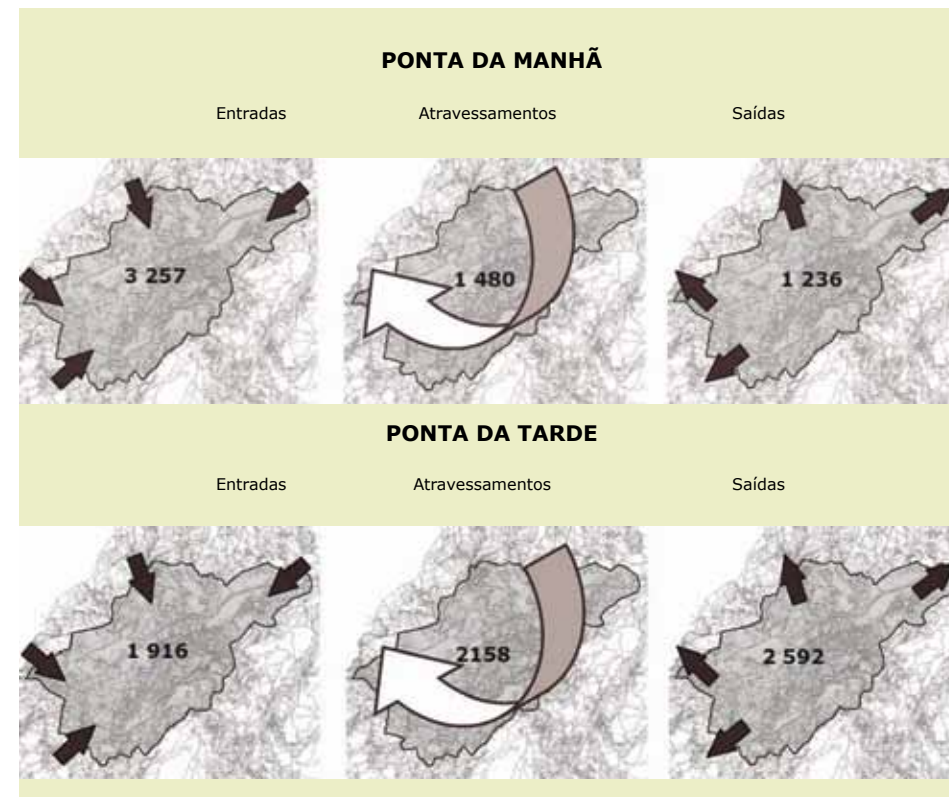 PONTA DA MANHÃ
Entradas Atravessamentos Saídas
3 257 1 480 1 236
PONTA DA TARDE
Entradas Atravessamentos Saídas
1 916 2158 2 592